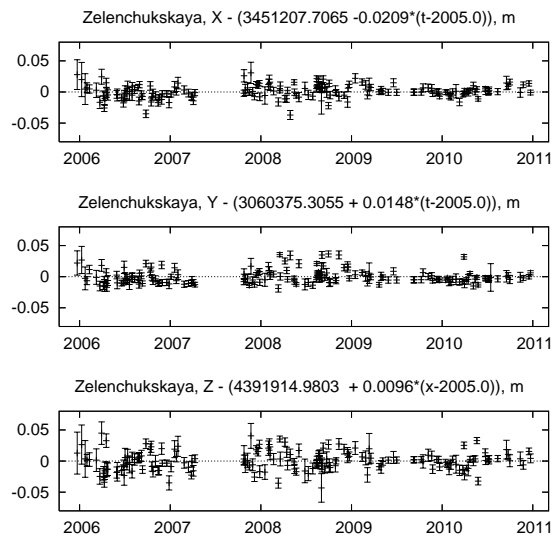 Zelenchukskaya, X - (3451207.7065 -0.0209*(t-2005.0)), m
0.05
0
-0.05
2006 2007 2008 2009 2010 2011
Zelenchukskaya, Y - (3060375.3055 + 0.0148*(t-2005.0)), m
0.05
0
-0.05
2006 2007 2008 2009 2010 2011
Zelenchukskaya, Z - (4391914.9803 + 0.0096*(x-2005.0)), m
0.05
0
-0.05
2006 2007 2008 2009 2010 2011